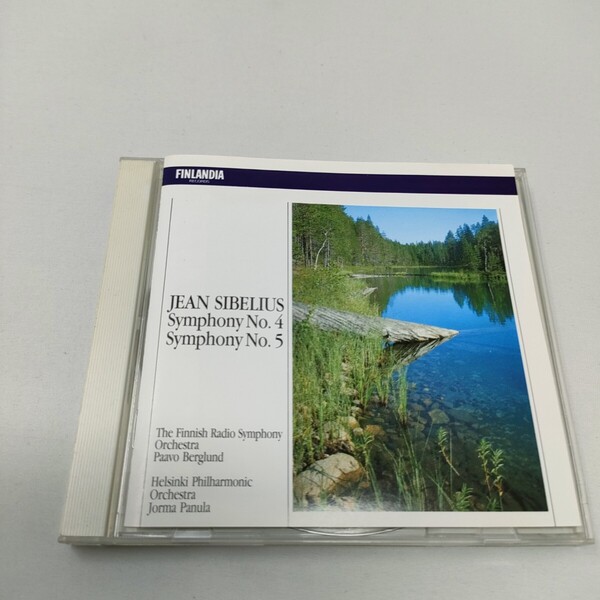 FINLANDIA
RECORDS
JEAN SIBELIUS
Symphony No. 4
Symphony No. 5
The Finnish Radio Symphony
Orchestra
Paavo Berglund
Helsinki Philharmonic
Orchestra
Jorma Panula